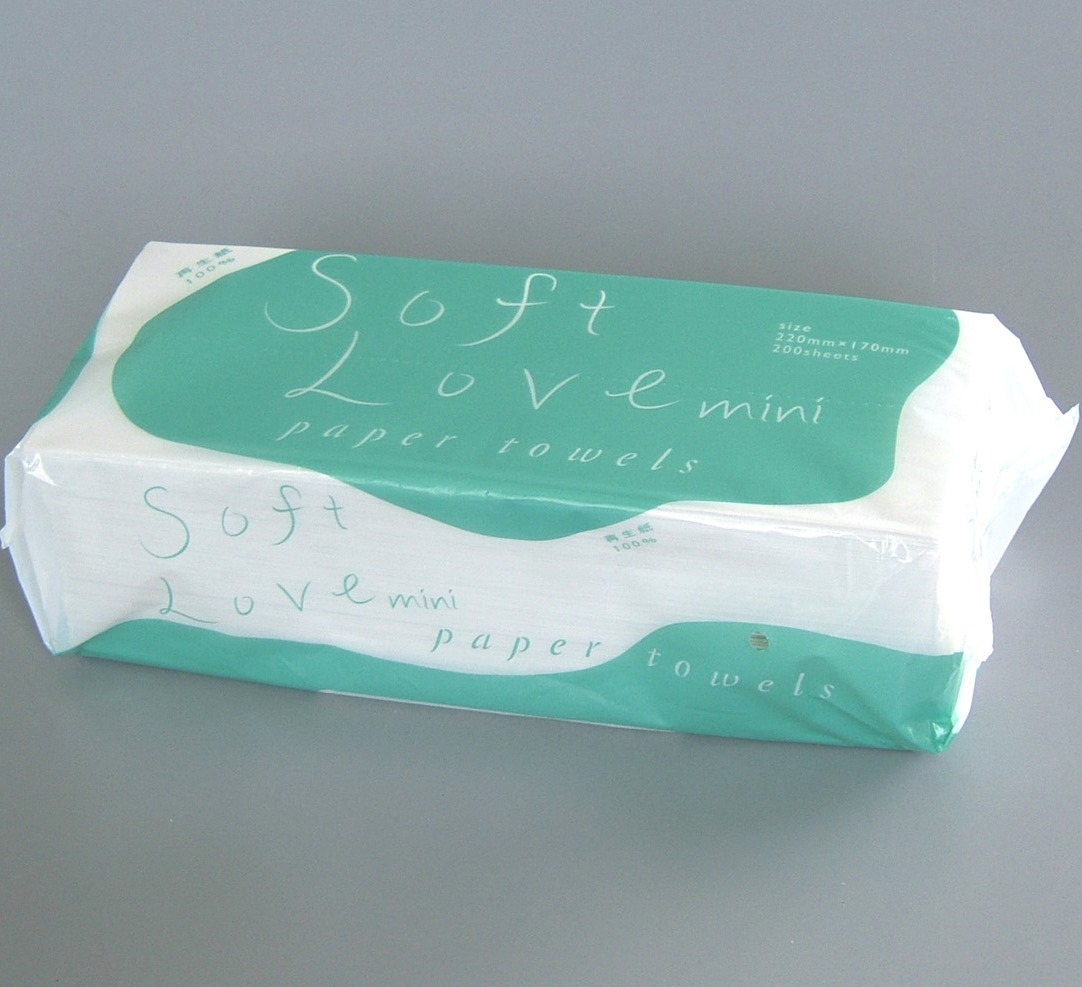 再生紙
100%
Soft
Love mini
paper towels
size
220mm×170mm
200sheets
Soft
Love mini
paper towels
再生紙
100%